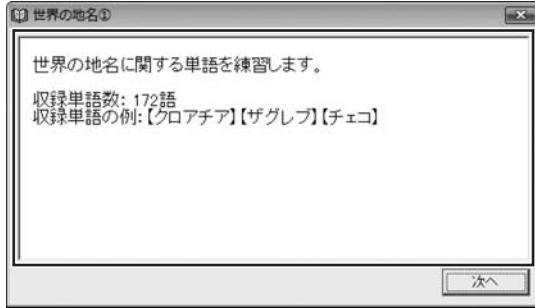 世界の地名①
世界の地名に関する単語を練習します。
収録単語数: 172語
収録単語の例:【クロアチア】【ザグレブ】【チェコ】
次へ